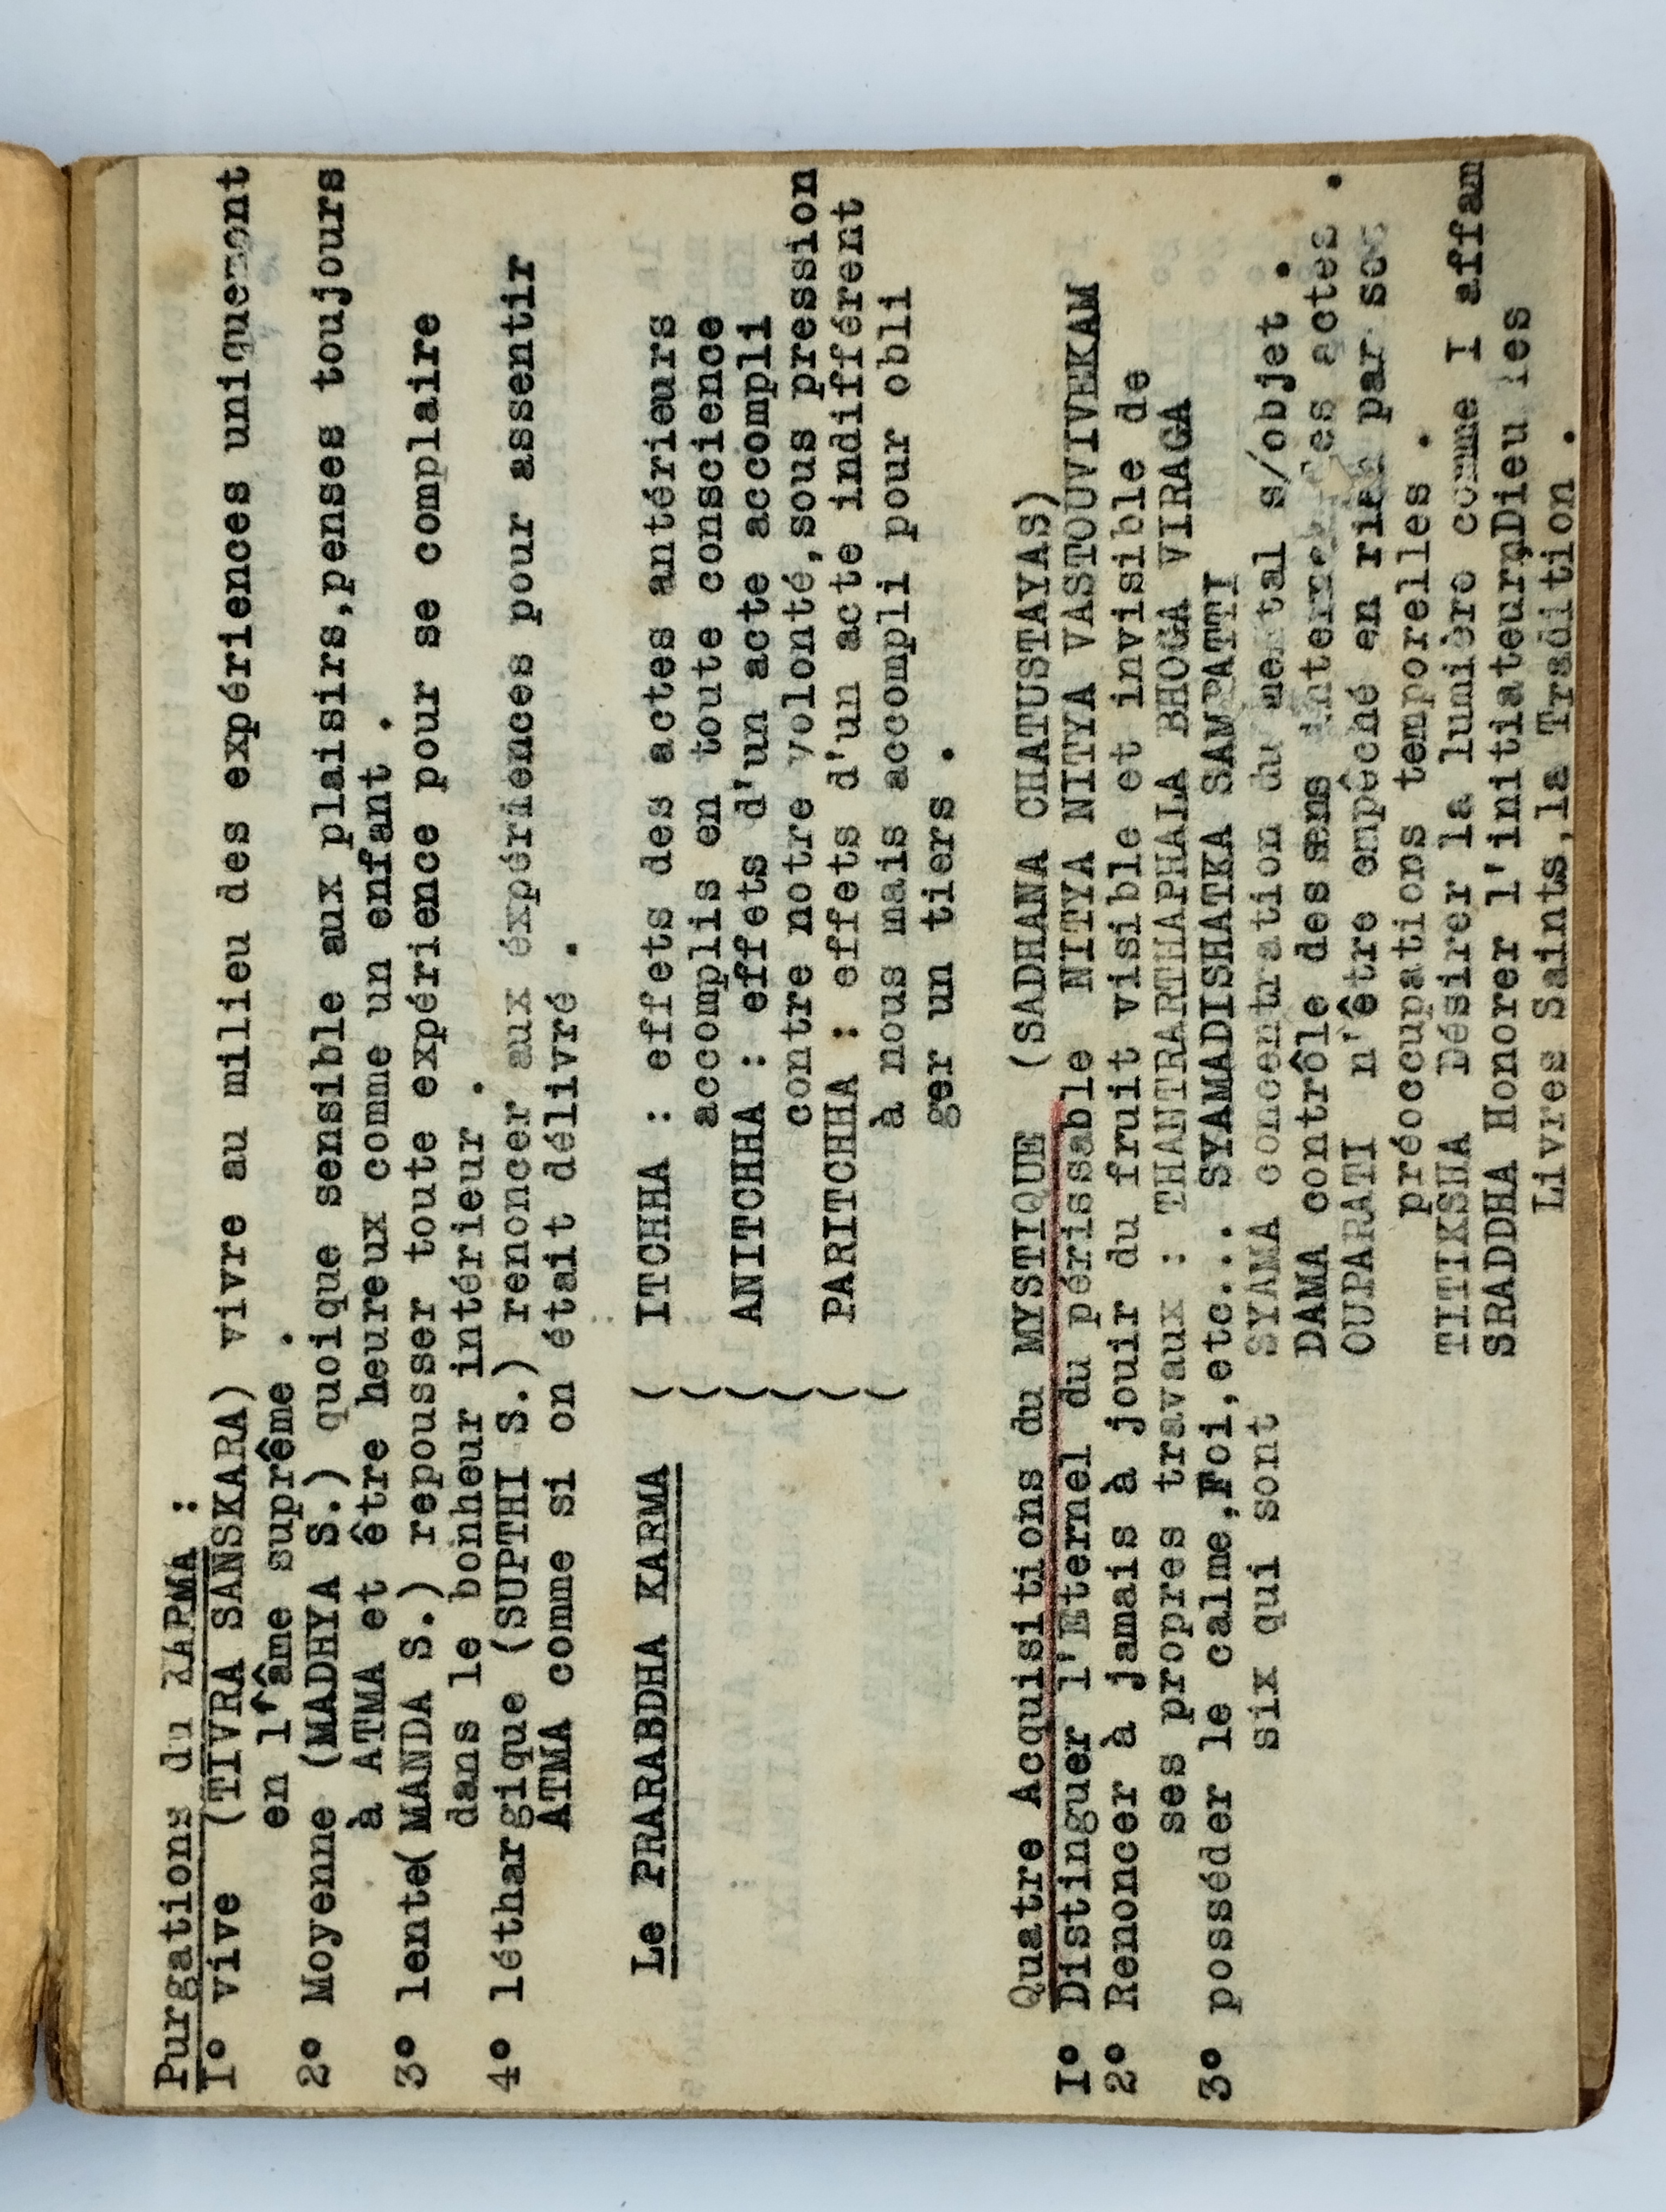 Purgations du KARMA :
I° vive (TIVRA SANSKARA) vivre au milieu des expériences uniquement
en l'âme suprême .
2° Moyenne (MADHYA S.) quoique sensible aux plaisirs,penses toujours
à ATMA et être heureux comme un enfant .
3° lente( MANDA S.) repousser toute expérience pour se complaire
dans le bonheur intérieur .
4° léthargique (SUPTHI S.) renoncer aux éxpériences pour assentir
ATMA comme si on était délivré .
Le PRARABDHA KARMA ( ITCHHA : effets des actes antérieurs
( accomplis en toute conscience
( ANITCHHA : effets d'un acte accompli
( contre notre volonté,sous pression
( PARITCHHA : effets d'un acte indifférent
( à nous mais accompli pour obli
ger un tiers .
Quatre Acquisitions du MYSTIQUE (SADHANA CHATUSTAYAS)
I° Distinguer l'Eternel du périssable NITYA NITYA VASTOUVIVEKAM
2° Renoncer à jamais à jouir du fruit visible et invisible de
ses propres travaux : THANTRARTHAPHALA BHOGA VIRAGA
3° posséder le calme,Foi,etc... SYAMADISHATKA SAMPATTI
six qui sont SYAMA concentration du mental s/objet .
DAMA contrôle des sens internes actes .
OUPARATI n'être empêché en rien par ses
préoccupations temporelles .
TITIKSHA Désirer la lumière comme I affam
SRADDHA Honorer l'initiateur,Dieu les
Livres Saints,la Tradition .